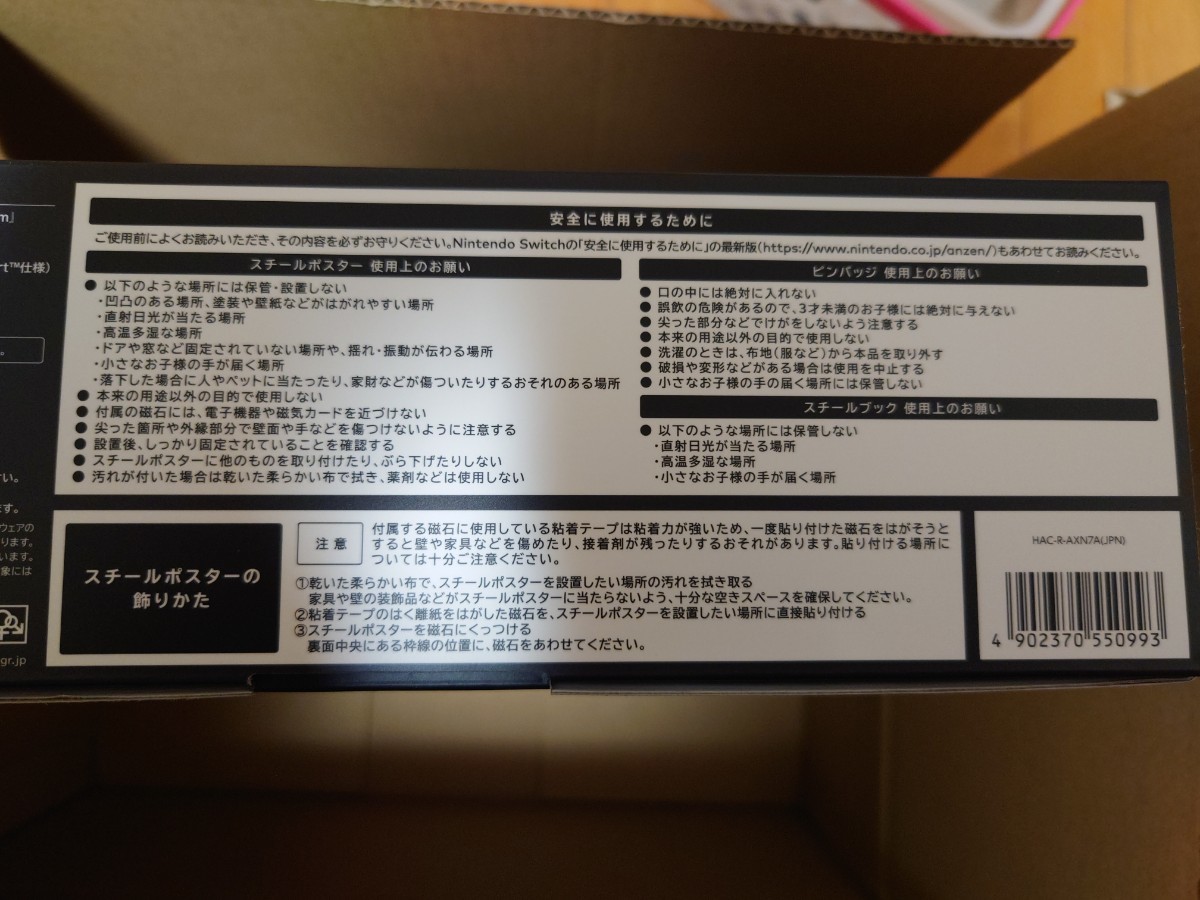 m」
rt™仕様)
。
い。
す。
ウェアの
ります。
います。
象には
gr.jp
安全に使用するために
ご使用前によくお読みいただき、その内容を必ずお守りください。Nintendo Switchの「安全に使用するために」の最新版(https://www.nintendo.co.jp/anzen/)もあわせてお読みください。
スチールポスター 使用上のお願い
● 以下のような場所には保管・設置しない
・凹凸のある場所、塗装や壁紙などがはがれやすい場所
・直射日光が当たる場所
・高温多湿な場所
・ドアや窓など固定されていない場所や、揺れ・振動が伝わる場所
・小さなお子様の手が届く場所
・落下した場合に人やペットに当たったり、家財などが傷ついたりするおそれのある場所
● 本来の用途以外の目的で使用しない
● 付属の磁石には、電子機器や磁気カードを近づけない
● 尖った箇所や外縁部分で壁面や手などを傷つけないように注意する
● 設置後、しっかり固定されていることを確認する
● スチールポスターに他のものを取り付けたり、ぶら下げたりしない
● 汚れが付いた場合は乾いた柔らかい布で拭き、薬剤などは使用しない
ピンバッジ 使用上のお願い
● 口の中には絶対に入れない
● 誤飲の危険があるので、3才未満のお子様には絶対に与えない
● 尖った部分などでけがをしないよう注意する
● 本来の用途以外の目的で使用しない
● 洗濯のときは、布地(服など)から本品を取り外す
● 破損や変形などがある場合は使用を中止する
● 小さなお子様の手の届く場所には保管しない
スチールブック 使用上のお願い
● 以下のような場所には保管しない
・直射日光が当たる場所
・高温多湿な場所
・小さなお子様の手が届く場所
スチールポスターの
飾りかた
注意
付属する磁石に使用している粘着テープは粘着力が強いため、一度貼り付けた磁石をはがそうと
すると壁や家具などを傷めたり、接着剤が残ったりするおそれがあります。貼り付ける場所に
ついては十分ご注意ください。
①乾いた柔らかい布で、スチールポスターを設置したい場所の汚れを拭き取る
家具や壁の装飾品などがスチールポスターに当たらないよう、十分な空きスペースを確保してください。
②粘着テープのはく離紙をはがした磁石を、スチールポスターを設置したい場所に直接貼り付ける
③スチールポスターを磁石にくっつける
裏面中央にある枠線の位置に、磁石をあわせてください。
HAC-R-AXN7A(JPN)
4 902370 550993